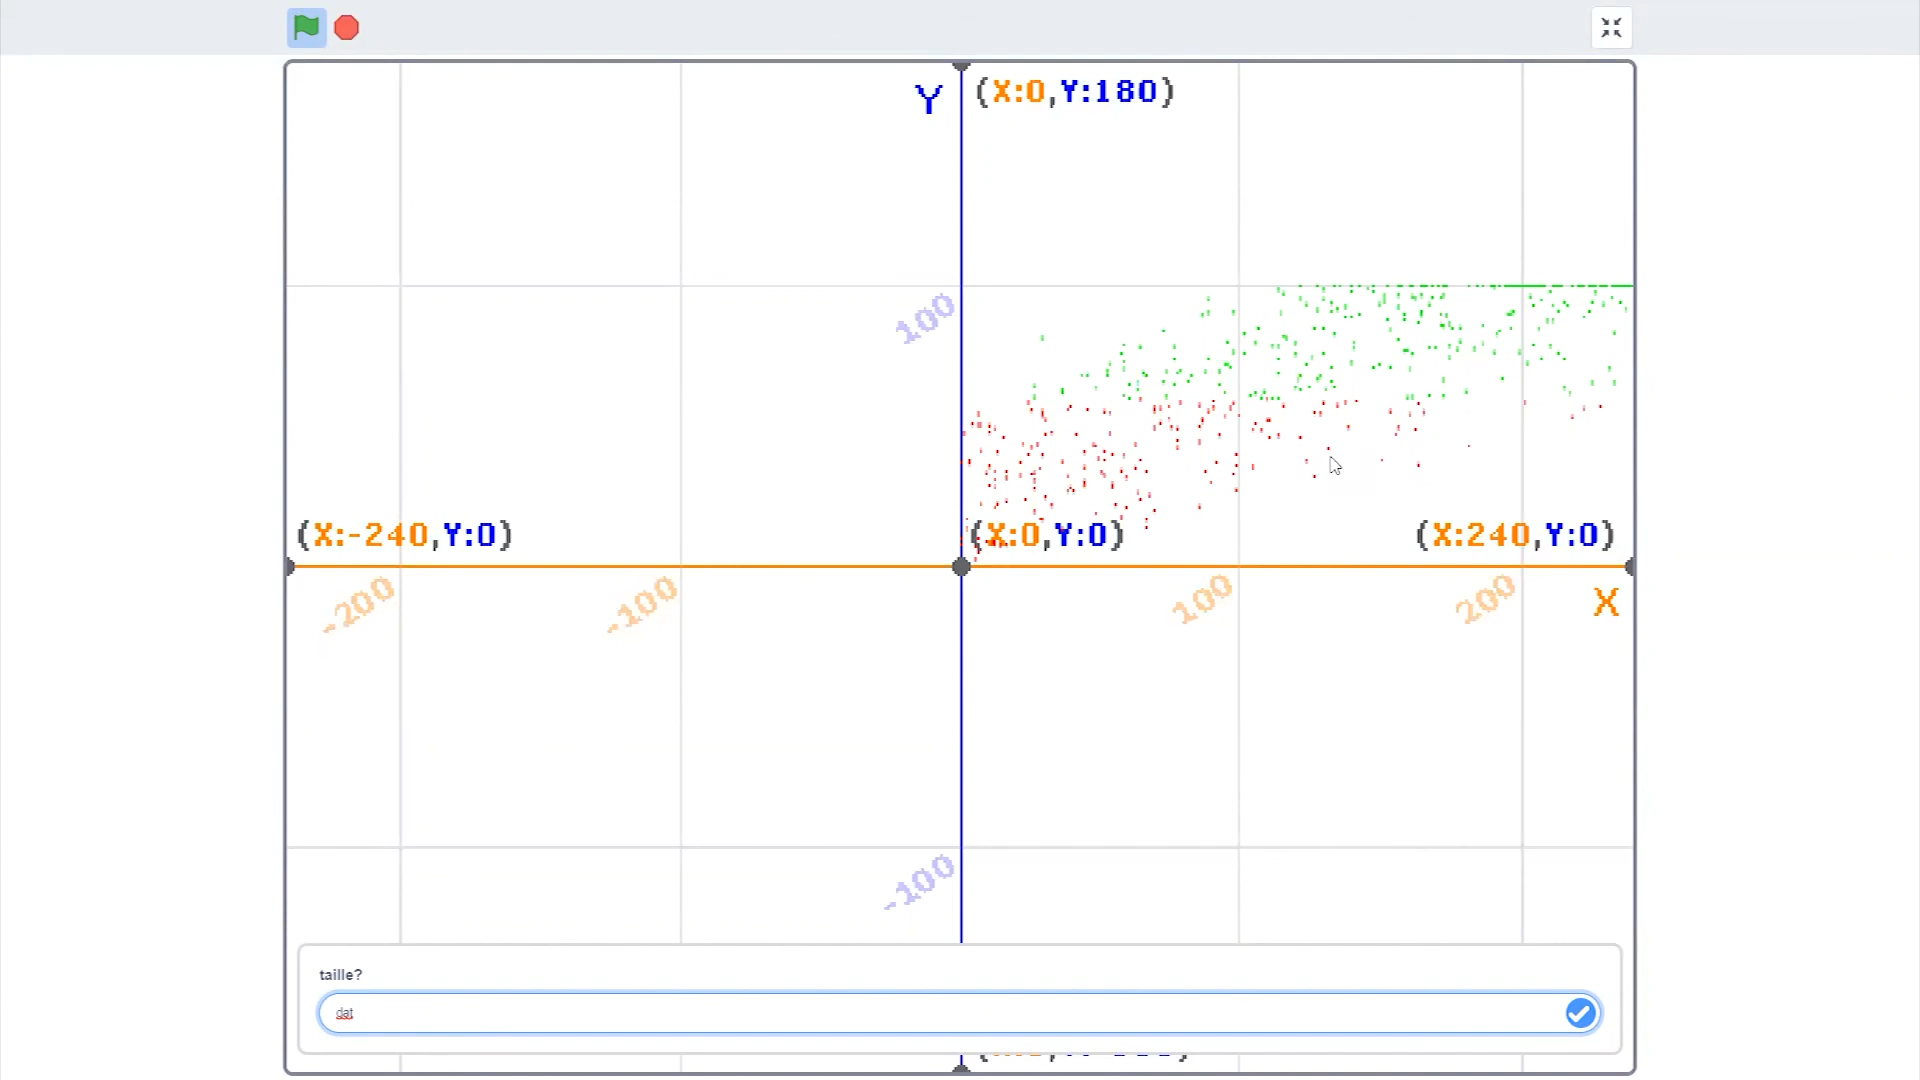 Y
(X:0,Y:180)
100
(X:-240,Y:0)
(X:0,Y:0)
(X:240,Y:0)
-200
-100
100
200
X
-100
taille?
dat